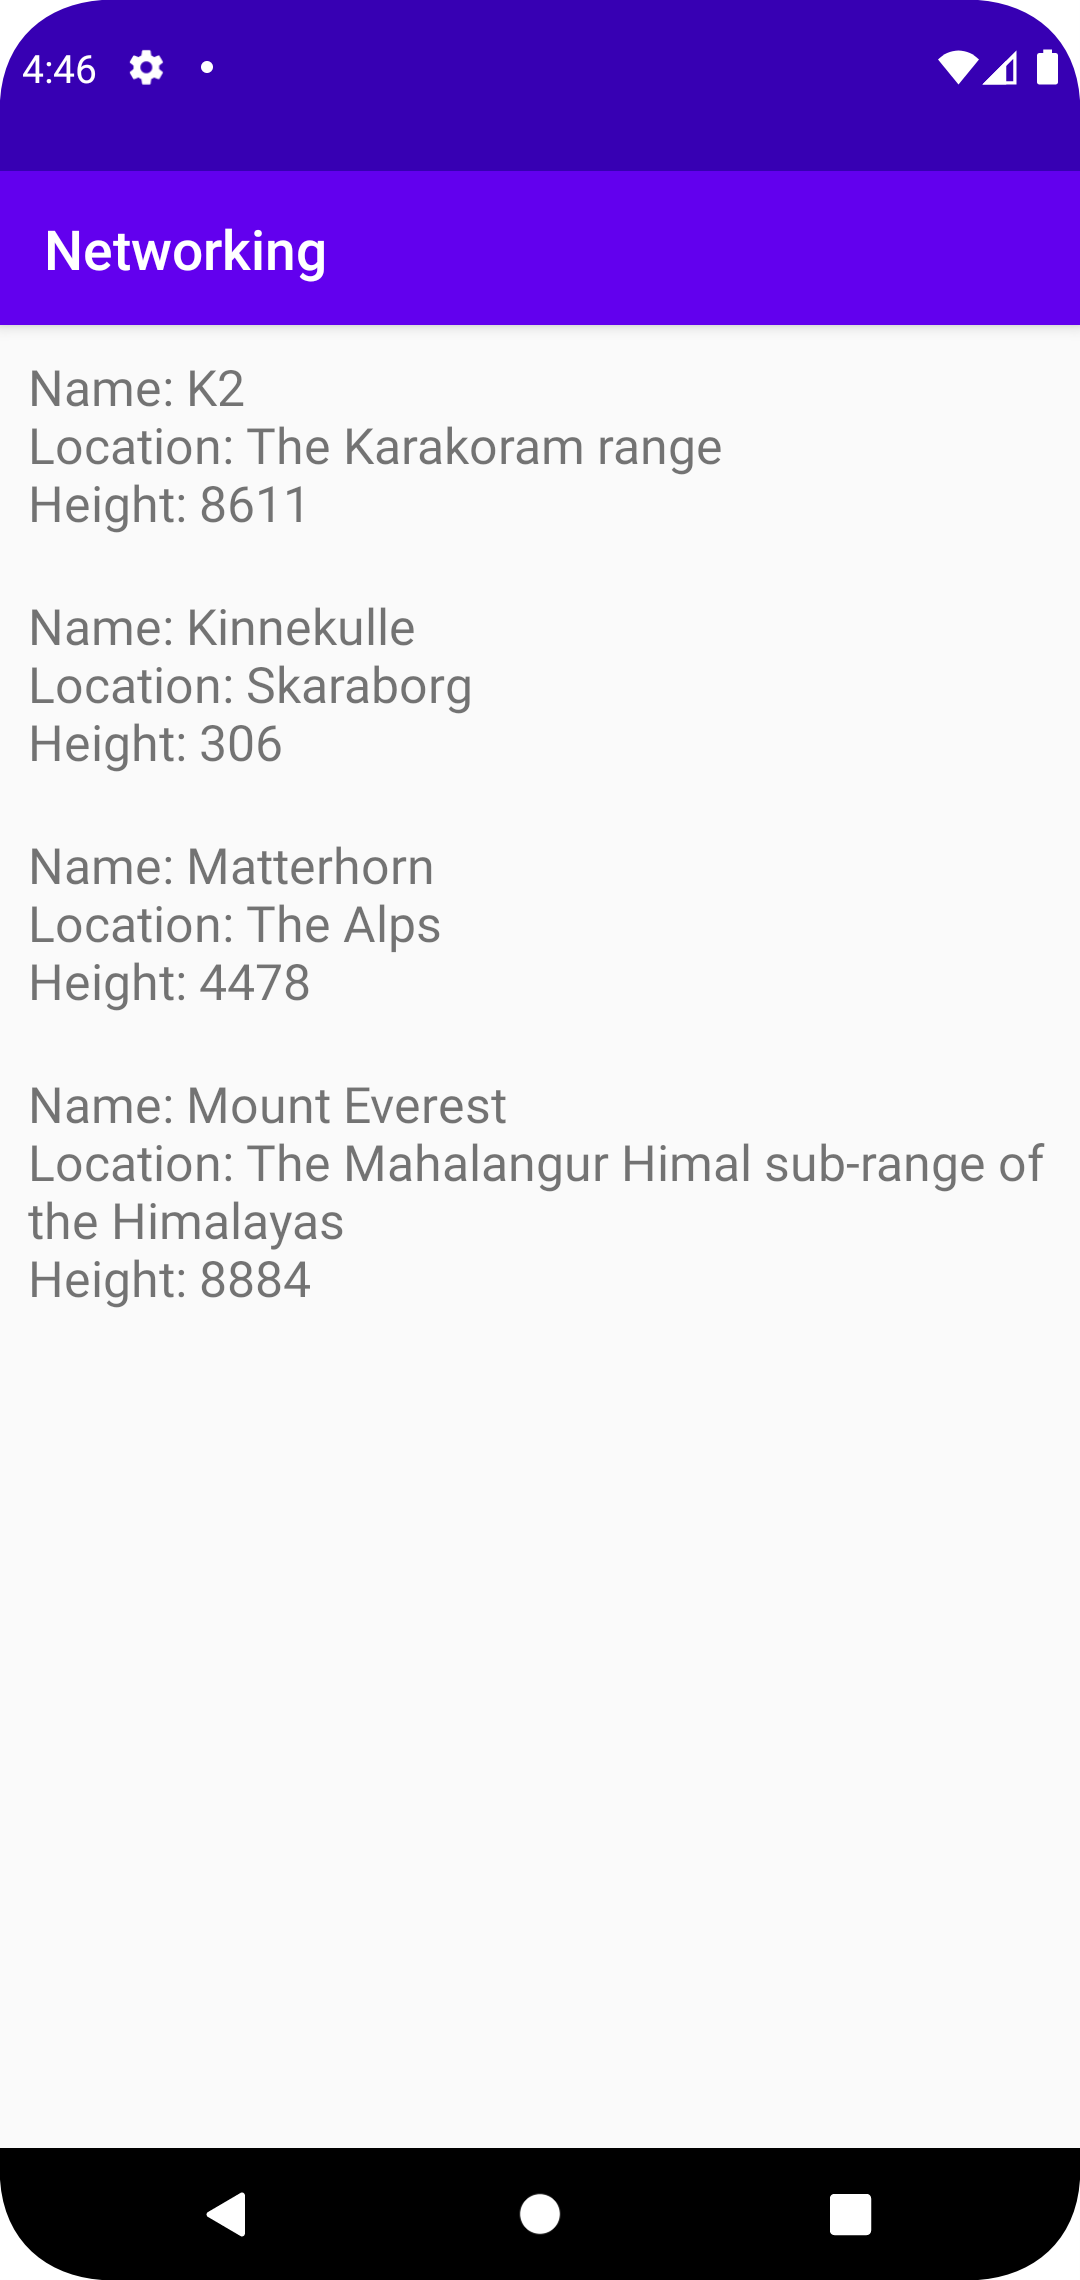 4:46
Networking
Name: K2
Location: The Karakoram range
Height: 8611
Name: Kinnekulle
Location: Skaraborg
Height: 306
Name: Matterhorn
Location: The Alps
Height: 4478
Name: Mount Everest
Location: The Mahalangur Himal sub-range of
the Himalayas
Height: 8884